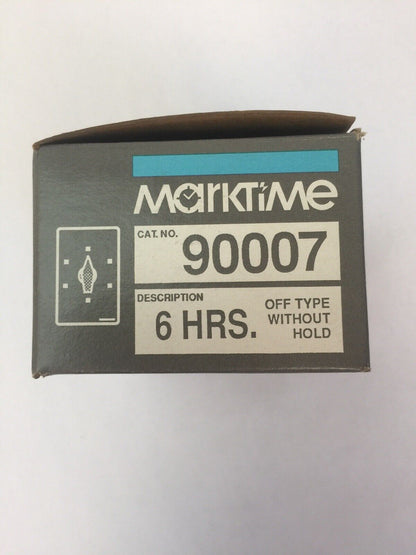 MARKTIME
CAT. NO. 90007
DESCRIPTION
6 HRS.
OFF TYPE
WITHOUT
HOLD